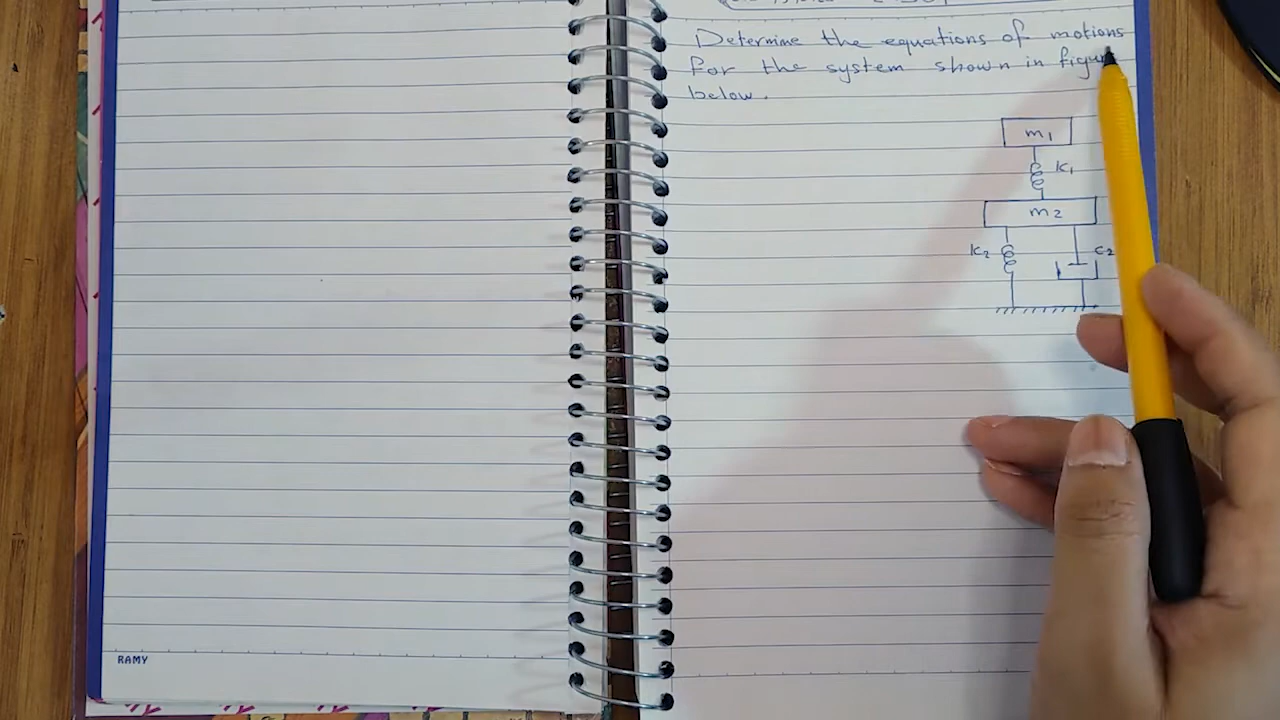 Determine the equations of motions
for the system shown in figure
below.
m1
k1
m2
k2
c2
RAMY